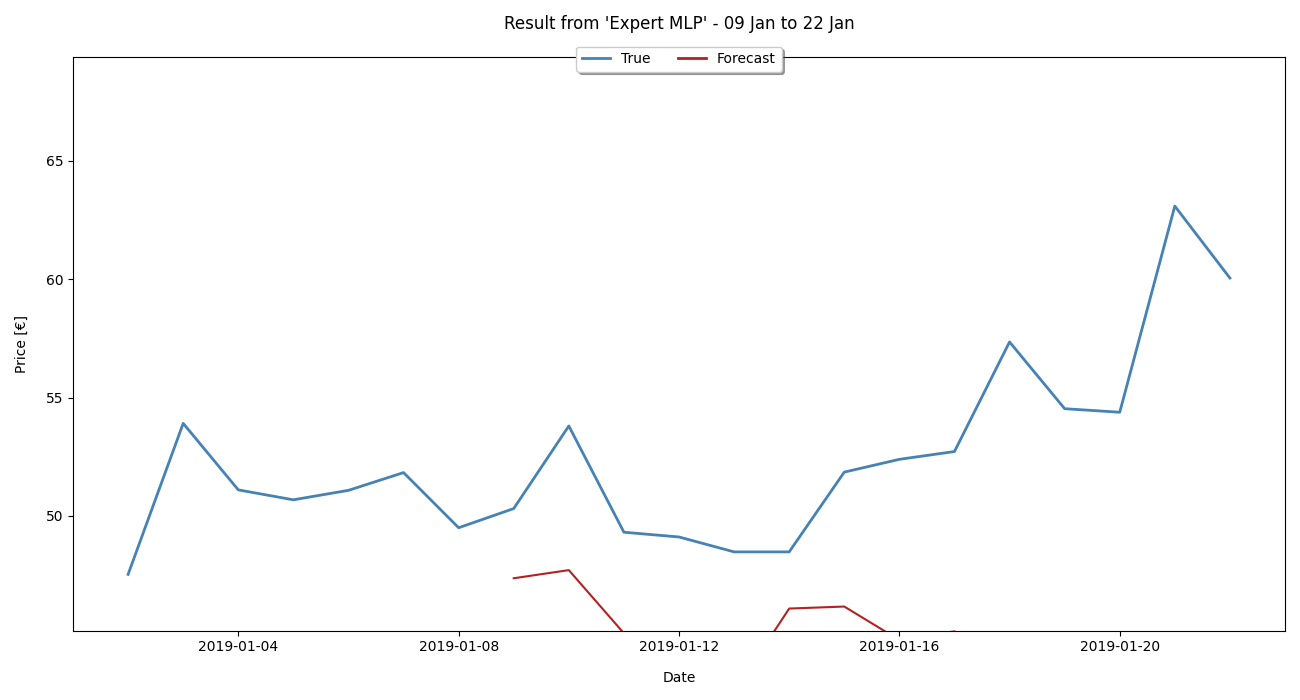 Result from 'Expert MLP' - 09 Jan to 22 Jan
True Forecast
65
60
55
50
Price [€]
2019-01-04 2019-01-08 2019-01-12 2019-01-16 2019-01-20
Date